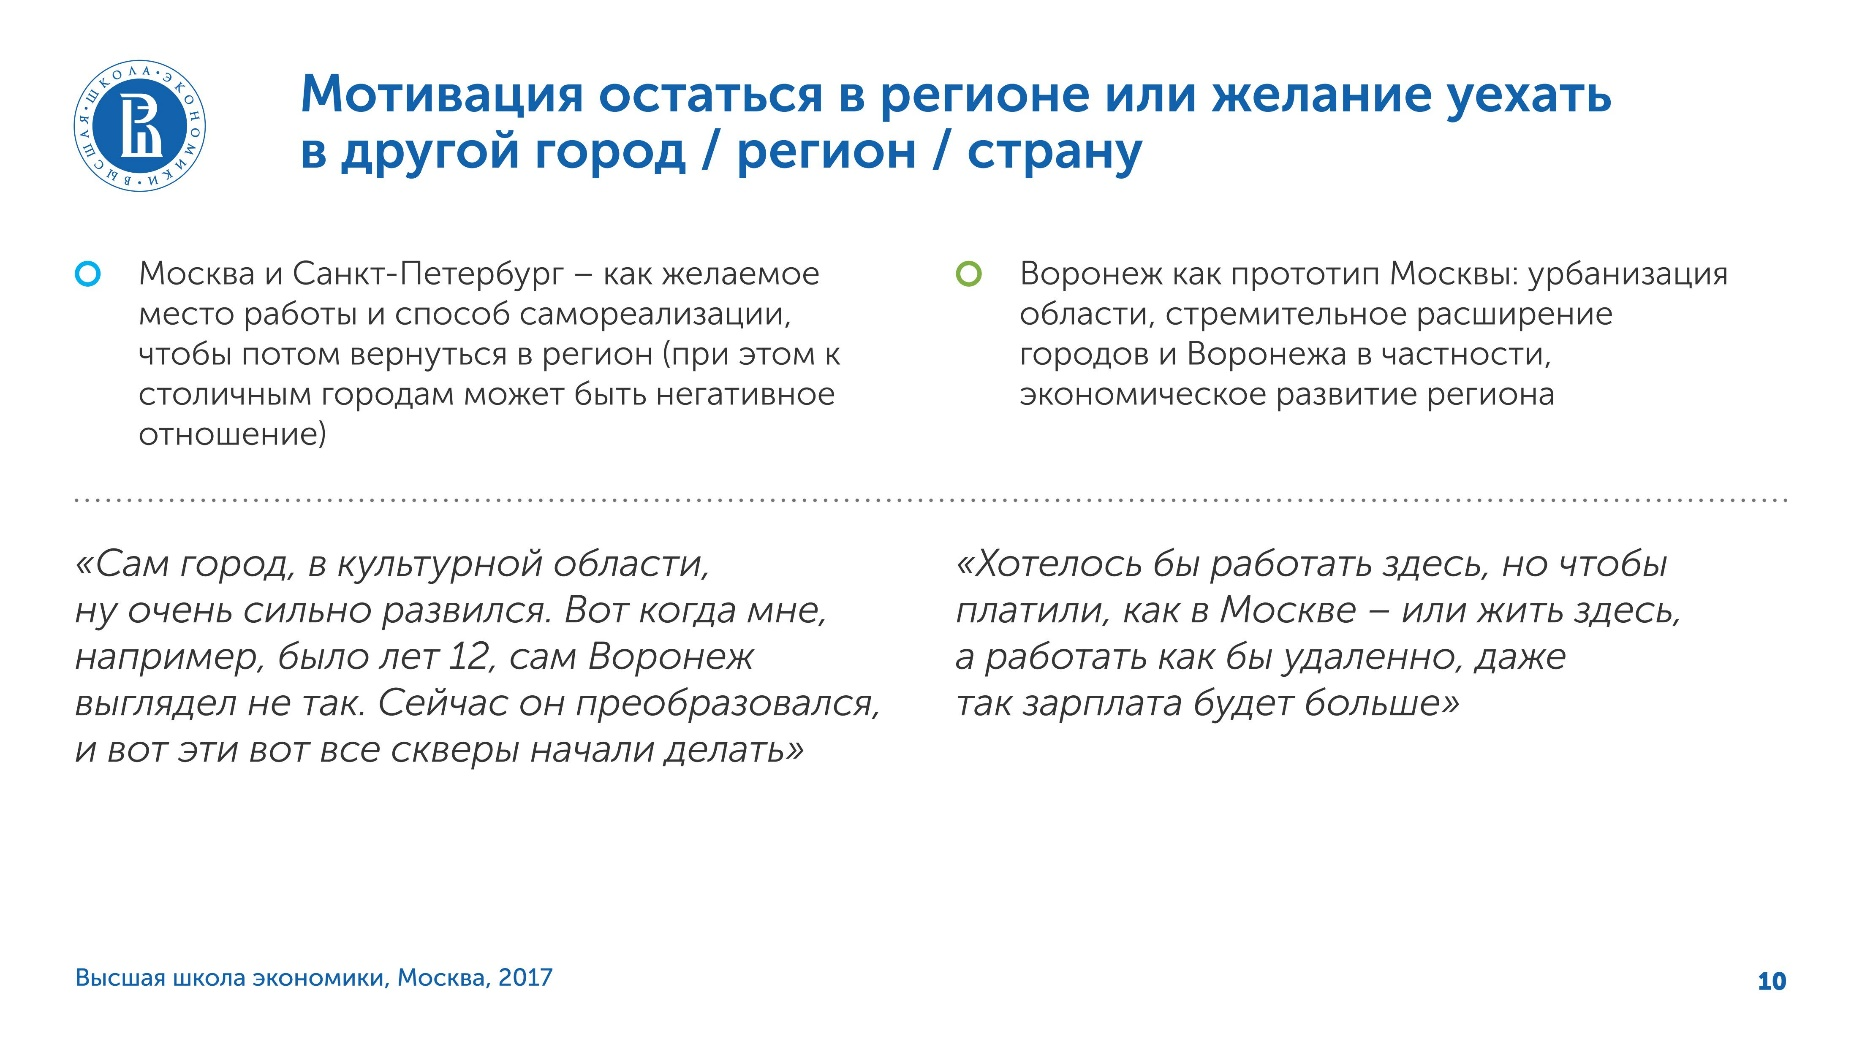 ВЫСШАЯ • ШКОЛА • ЭКОНОМИКИ •
Мотивация остаться в регионе или желание уехать
в другой город / регион / страну
Москва и Санкт-Петербург – как желаемое
место работы и способ самореализации,
чтобы потом вернуться в регион (при этом к
столичным городам может быть негативное
отношение)
Воронеж как прототип Москвы: урбанизация
области, стремительное расширение
городов и Воронежа в частности,
экономическое развитие региона
«Сам город, в культурной области,
ну очень сильно развился. Вот когда мне,
например, было лет 12, сам Воронеж
выглядел не так. Сейчас он преобразовался,
и вот эти вот все скверы начали делать»
«Хотелось бы работать здесь, но чтобы
платили, как в Москве – или жить здесь,
а работать как бы удаленно, даже
так зарплата будет больше»
Высшая школа экономики, Москва, 2017
10